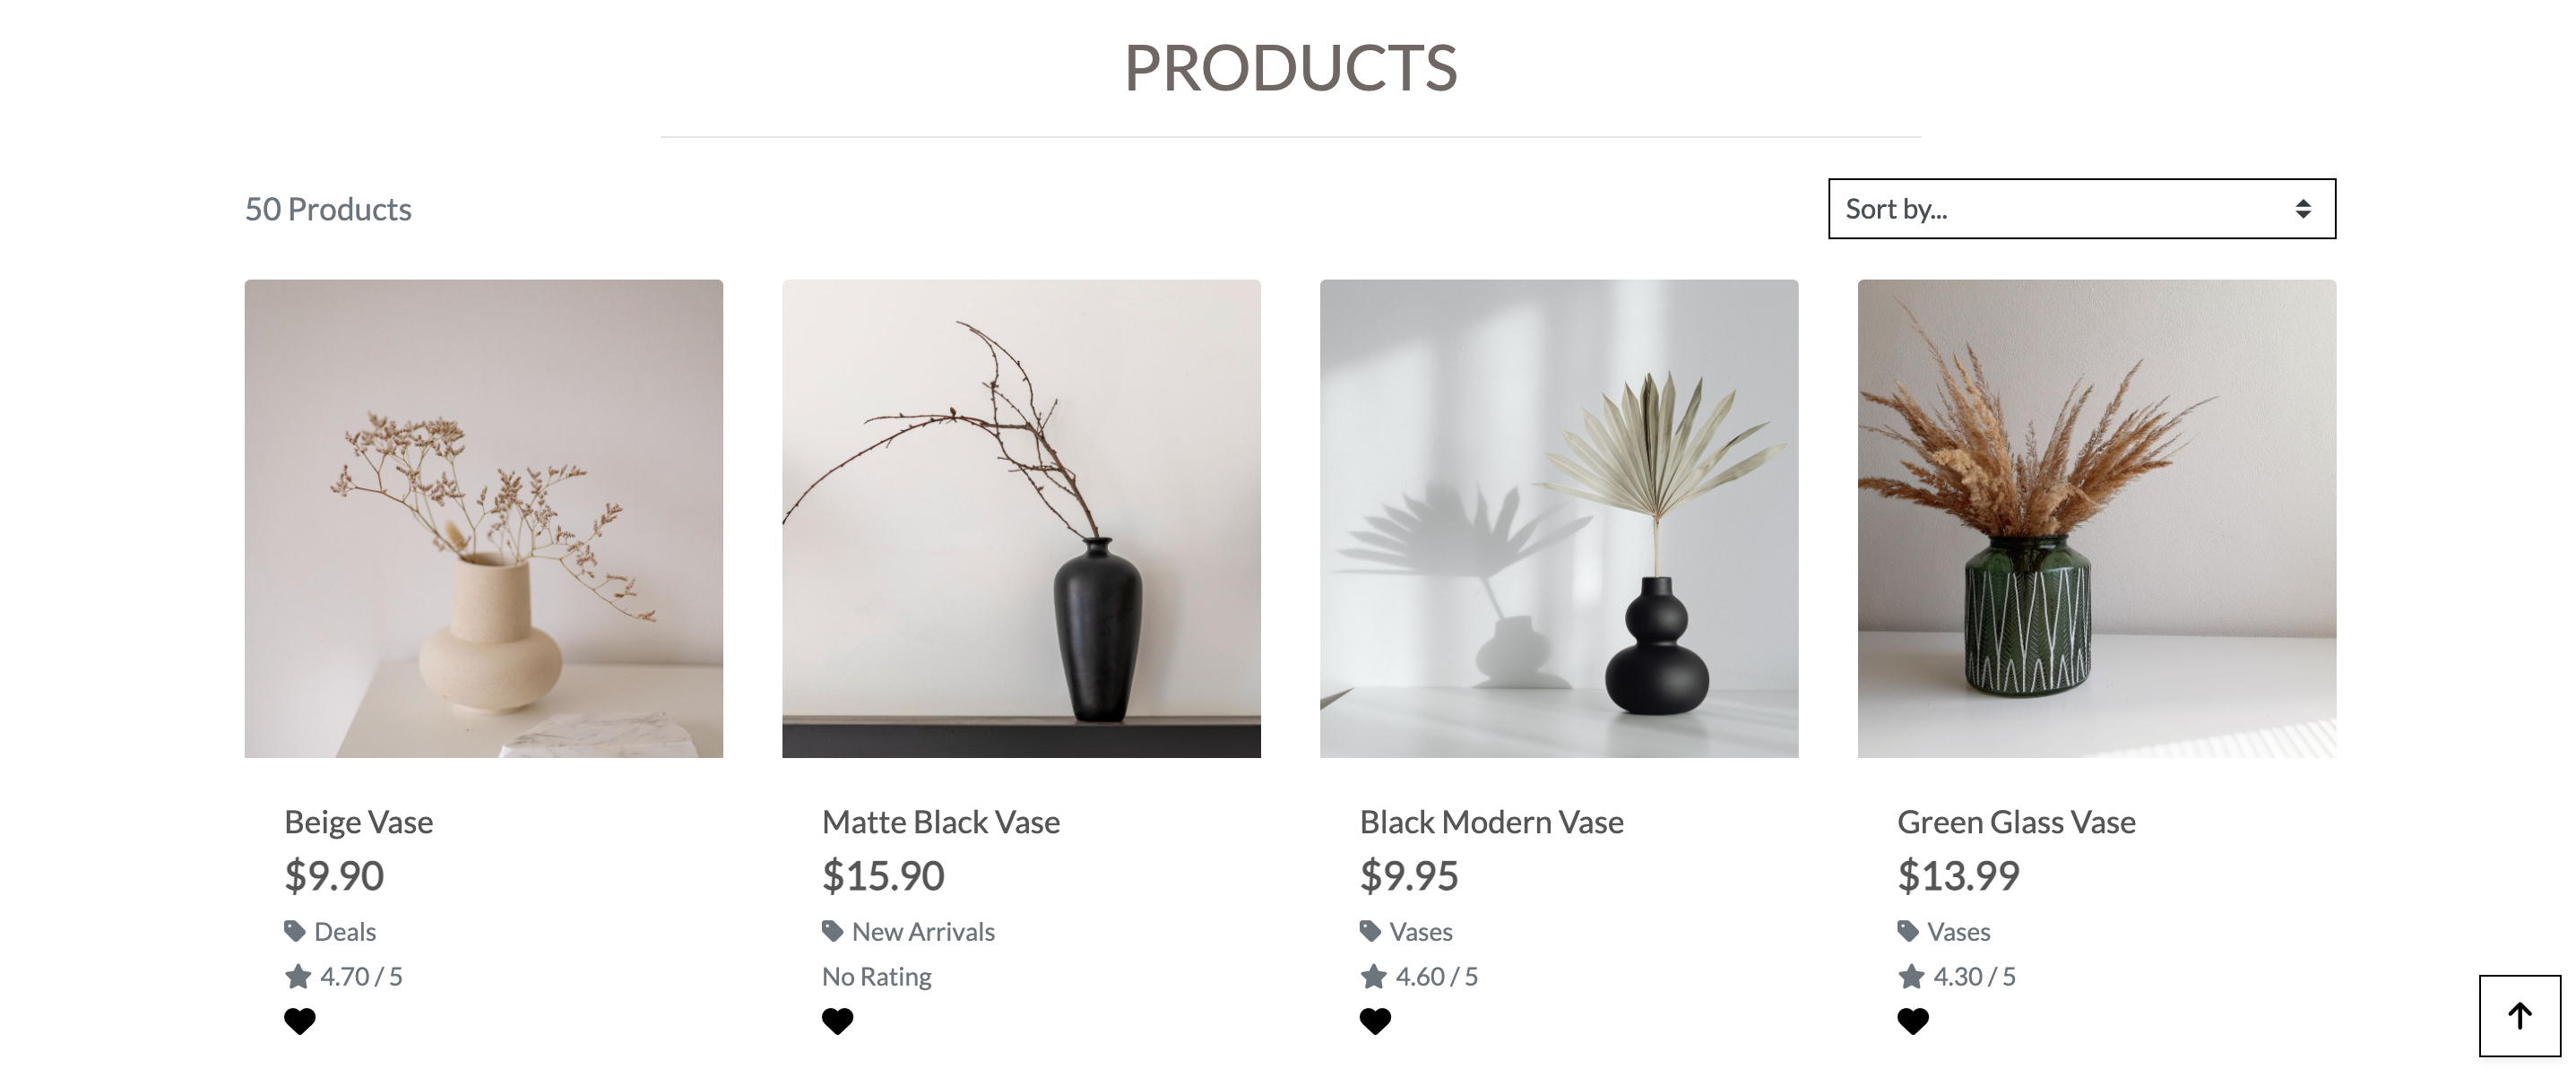 PRODUCTS
50 Products
Sort by...
Beige Vase
$9.90
Deals
4.70 / 5
Matte Black Vase
$15.90
New Arrivals
No Rating
Black Modern Vase
$9.95
Vases
4.60 / 5
Green Glass Vase
$13.99
Vases
4.30 / 5